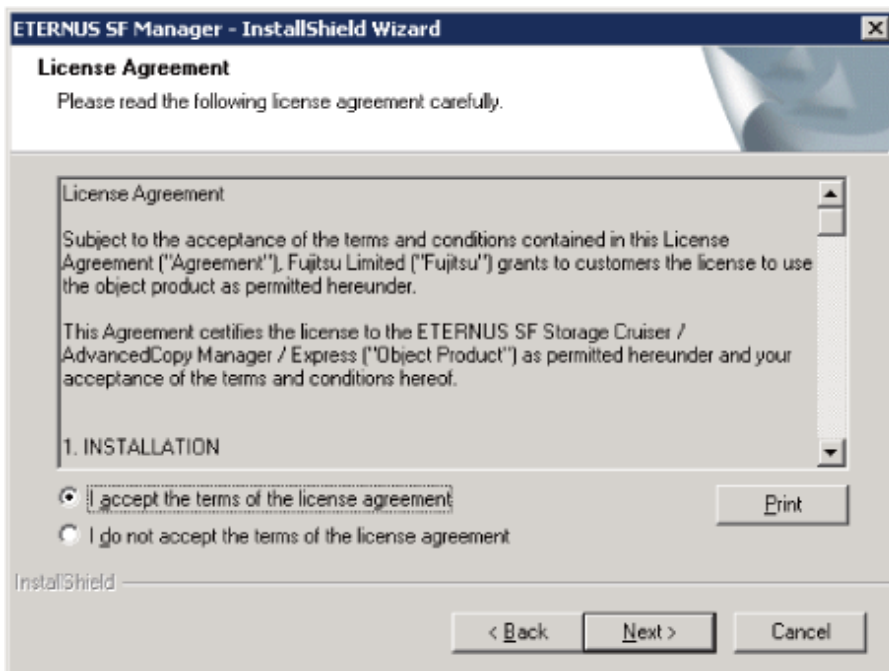 ETERNUS SF Manager - InstallShield Wizard
License Agreement
Please read the following license agreement carefully.
License Agreement
Subject to the acceptance of the terms and conditions contained in this License
Agreement ("Agreement"), Fujitsu Limited ("Fujitsu") grants to customers the license to use
the object product as permitted hereunder.
This Agreement certifies the license to the ETERNUS SF Storage Cruiser /
AdvancedCopy Manager / Express ("Object Product") as permitted hereunder and your
acceptance of the terms and conditions hereof.
1. INSTALLATION
I accept the terms of the license agreement
Print
I do not accept the terms of the license agreement
InstallShield
< Back
Next >
Cancel